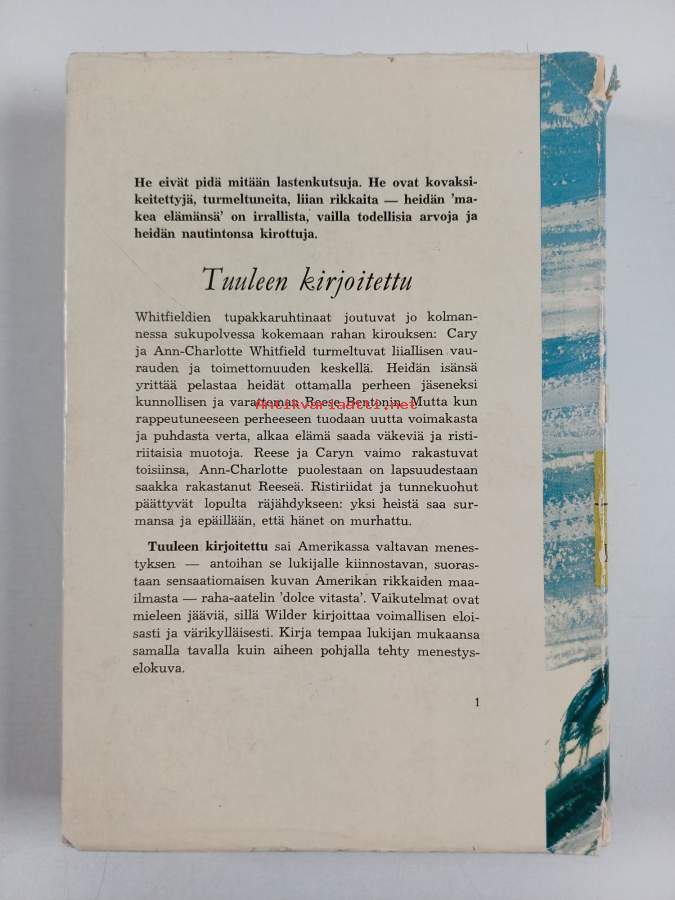 He eivät pidä mitään lastenkutsuja. He ovat kovaksi-
keitettyjä, turmeltuneita, liian rikkaita — heidän 'ma-
kea elämänsä' on irrallista, vailla todellisia arvoja ja
heidän nautintonsa kirottuja.
Tuuleen kirjoitettu
Whitfieldien tupakkaruhtinaat joutuvat jo kolman-
nessa sukupolvessa kokemaan rahan kirouksen: Cary
ja Ann-Charlotte Whitfield turmeltuvat liiallisen vau-
rauden ja toimettomuuden keskellä. Heidän isänsä
yrittää pelastaa heidät ottamalla perheen jäseneksi
kunnollisen ja varattoman Reese Bentonin. Mutta kun
Antikvariaatti.net
rappeutuneeseen perheeseen tuodaan uutta voimakasta
ja puhdasta verta, alkaa elämä saada väkeviä ja risti-
riitaisia muotoja. Reese ja Caryn vaimo rakastuvat
toisiinsa, Ann-Charlotte puolestaan on lapsuudestaan
saakka rakastanut Reeseä. Ristiriidat ja tunnekuohut
päättyvät lopulta räjähdykseen: yksi heistä saa sur-
mansa ja epäillään, että hänet on murhattu.
Tuuleen kirjoitettu sai Amerikassa valtavan menes-
tyksen — antoihan se lukijalle kiinnostavan, suoras-
taan sensaatiomaisen kuvan Amerikan rikkaiden maa-
ilmasta — raha-aatelin 'dolce vitasta'. Vaikutelmat ovat
mieleen jääviä, sillä Wilder kirjoittaa voimallisen eloi-
sasti ja värikylläisesti. Kirja tempaa lukijan mukaansa
samalla tavalla kuin aiheen pohjalla tehty menestys-
elokuva.
1